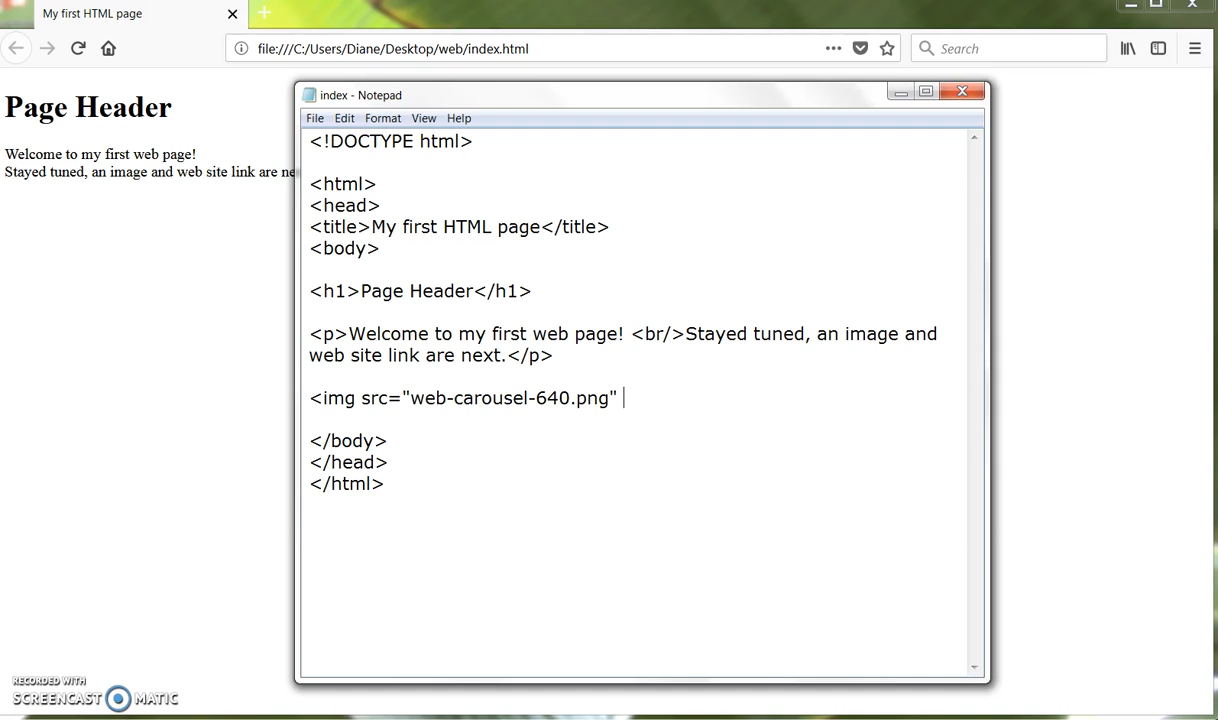 My first HTML page
file:///C:/Users/Diane/Desktop/web/index.html
Search
Page Header
Welcome to my first web page!
Stayed tuned, an image and web site link are ne
index - Notepad
File Edit Format View Help
<!DOCTYPE html>
<html>
<head>
<title>My first HTML page</title>
<body>
<h1>Page Header</h1>
<p>Welcome to my first web page! <br/>Stayed tuned, an image and
web site link are next.</p>
<img src="web-carousel-640.png"
</body>
</head>
</html>
RECORDED WITH
SCREENCAST MATIC